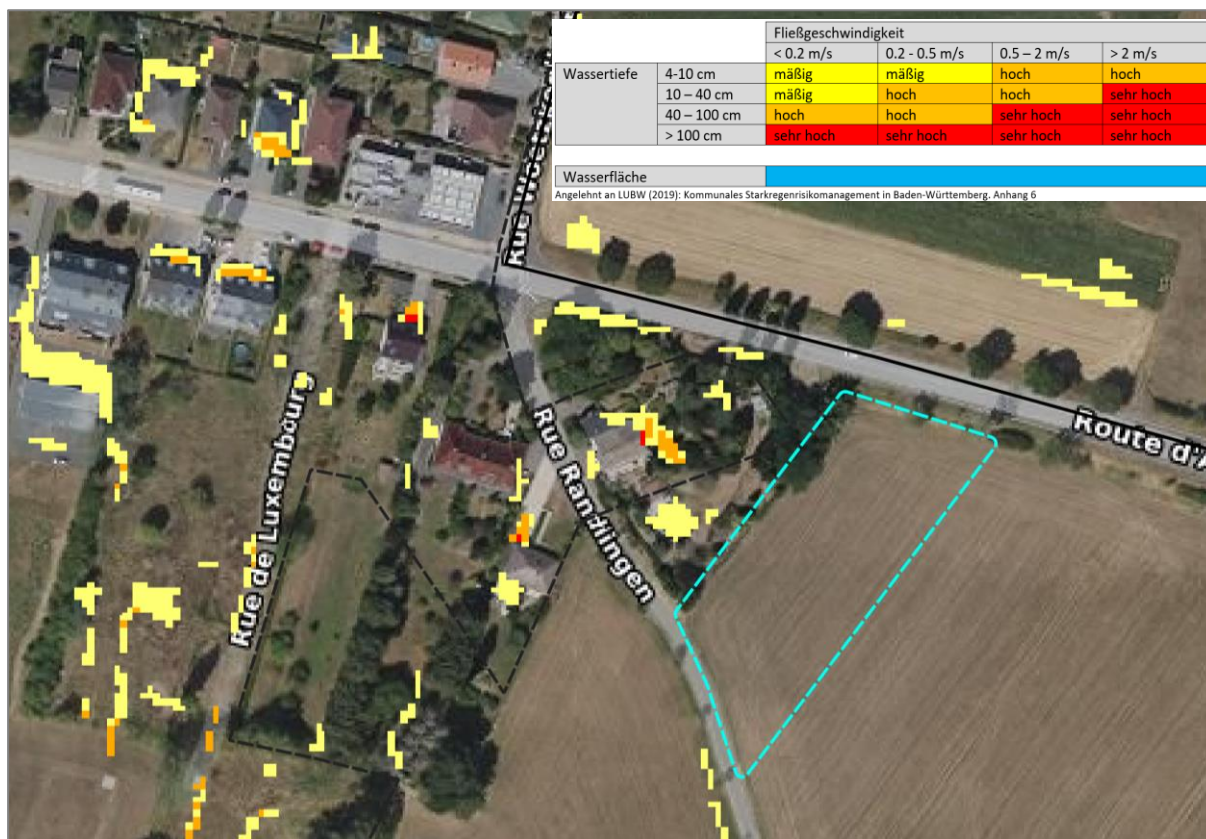 Fließgeschwindigkeit
< 0.2 m/s 0.2 - 0.5 m/s 0.5 – 2 m/s > 2 m/s
Wassertiefe 4-10 cm mäßig mäßig hoch hoch
10 – 40 cm mäßig hoch hoch sehr hoch
40 – 100 cm hoch hoch sehr hoch sehr hoch
> 100 cm sehr hoch sehr hoch sehr hoch sehr hoch
Wasserfläche
Angelehnt an LUBW (2019): Kommunales Starkregenrisikomanagement in Baden-Württemberg. Anhang 6
Rue
Route d'A
Rue de Luxembourg
Rue Randlingen